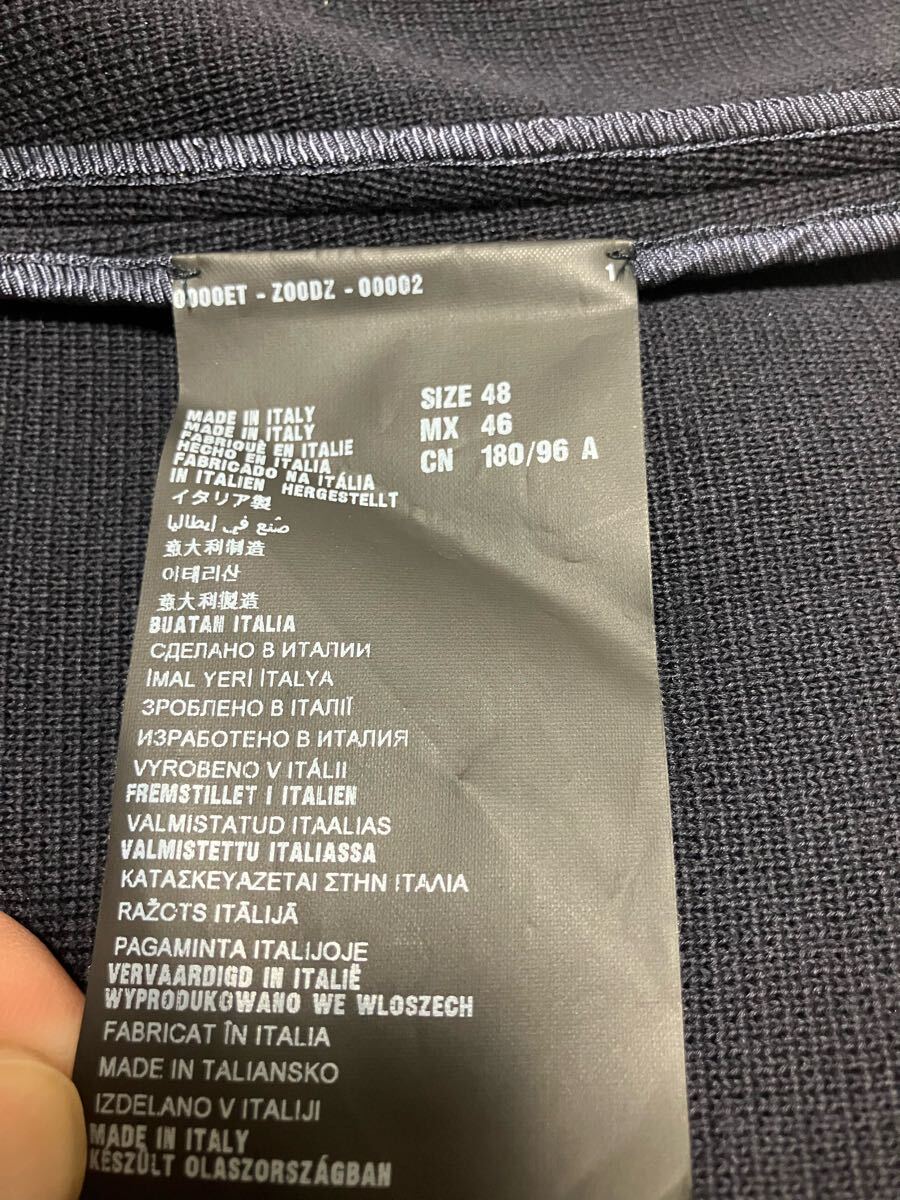 0000ET - Z00DZ - 00002 1
SIZE 48
MX 46
CN 180/96 A
MADE IN ITALY
MADE IN ITALY
FABRIQUÉ EN ITALIE
HECHO EN ITALIA
FABRICADO NA ITÁLIA
IN ITALIEN HERGESTELLT
イタリア製
صُنع في إيطاليا
意大利制造
이테리산
意大利製造
BUATAN ITALIA
СДЕЛАНО В ИТАЛИИ
İMAL YERİ İTALYA
ЗРОБЛЕНО В ІТАЛІЇ
ИЗРАБОТЕНО В ИТАЛИЯ
VYROBENO V ITÁLII
FREMSTILLET I ITALIEN
VALMISTATUD ITAALIAS
VALMISTETTU ITALIASSA
ΚΑΤΑΣΚΕΥΑΖΕΤΑΙ ΣΤΗΝ ΙΤΑΛΙΑ
RAŽOTS ITĀLIJĀ
PAGAMINTA ITALIJOJE
VERVAARDIGD IN ITALIË
WYPRODUKOWANO WE WLOSZECH
FABRICAT ÎN ITALIA
MADE IN TALIANSKO
IZDELANO V ITALIJI
MADE IN ITALY
KÉSZÜLT OLASZORSZÁGBAN